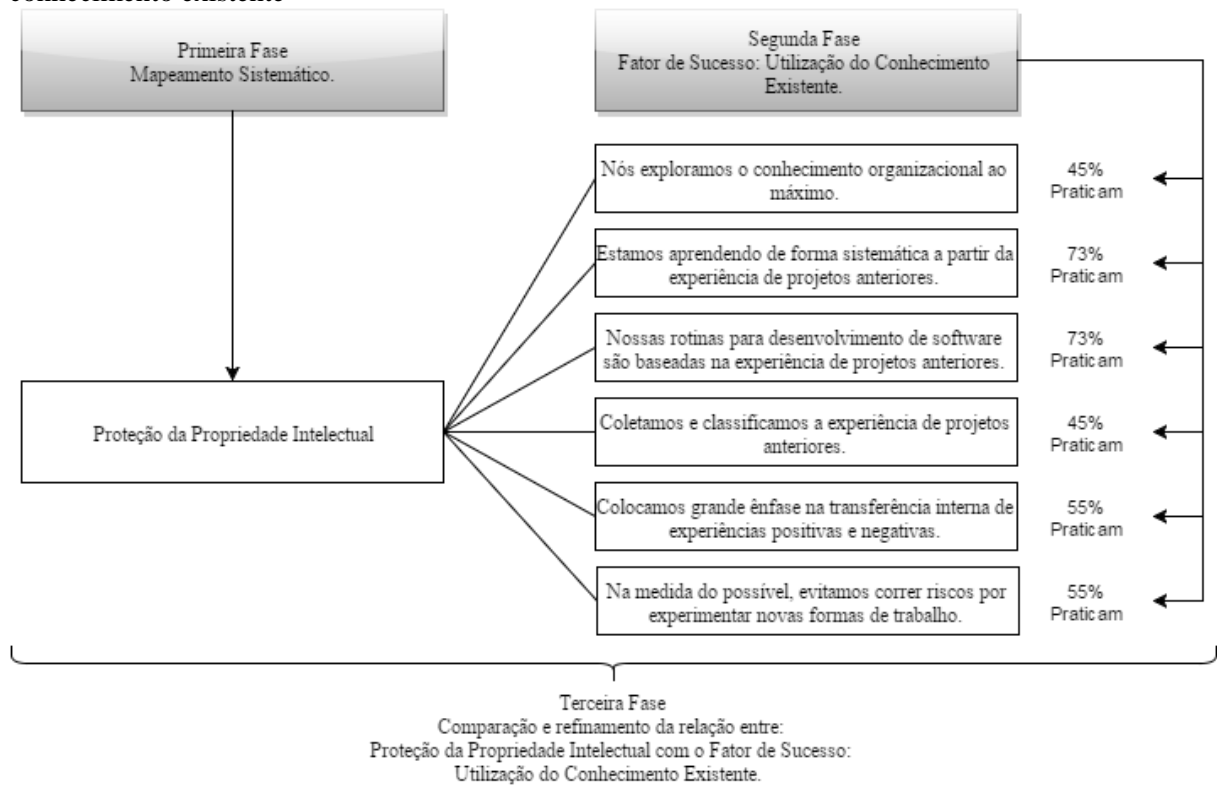 conhecimento existente
Primeira Fase
Mapeamento Sistemático.
Segunda Fase
Fator de Sucesso: Utilização do Conhecimento
Existente.
Nós exploramos o conhecimento organizacional ao
máximo.
45%
Praticam
Estamos aprendendo de forma sistemática a partir da
experiência de projetos anteriores.
73%
Praticam
Nossas rotinas para desenvolvimento de software
são baseadas na experiência de projetos anteriores.
73%
Praticam
Proteção da Propriedade Intelectual
Coletamos e classificamos a experiência de projetos
anteriores.
45%
Praticam
Colocamos grande ênfase na transferência interna de
experiências positivas e negativas.
55%
Praticam
Na medida do possível, evitamos correr riscos por
experimentar novas formas de trabalho.
55%
Praticam
Terceira Fase
Comparação e refinamento da relação entre:
Proteção da Propriedade Intelectual com o Fator de Sucesso:
Utilização do Conhecimento Existente.